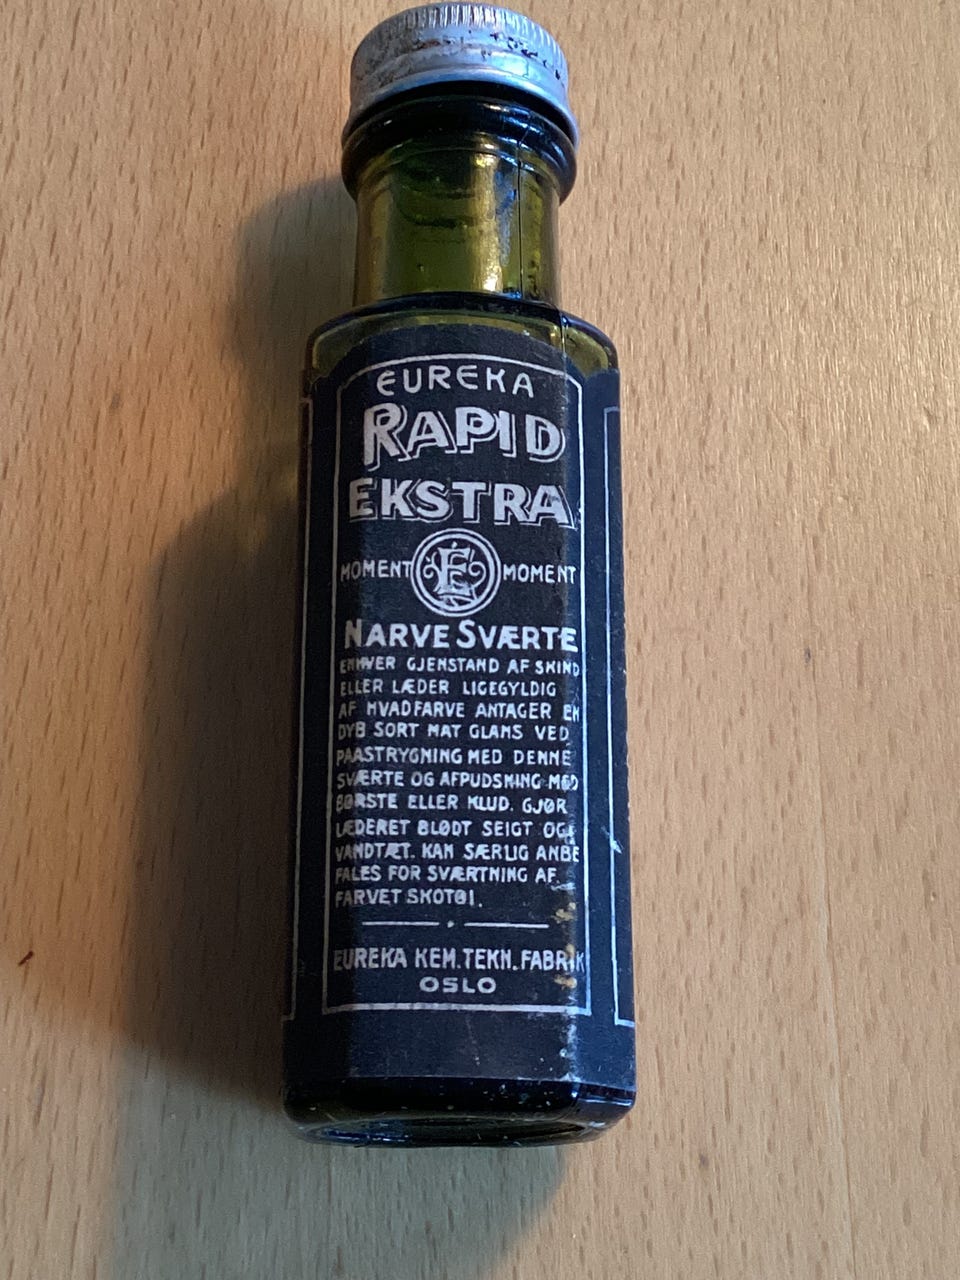 EUREKA
RAPID
EKSTRA
MOMENT E MOMENT
NARVE SVÆRTE
ENHVER GJENSTAND AF SKIND
ELLER LÆDER LIGEGYLDIG
AF HVADFARVE ANTAGER EN
DYB SORT MAT GLANS VED
PAASTRYGNING MED DENNE
SVÆRTE OG AFPUDSNING MED
BØRSTE ELLER KLUD. GJØR
LÆDERET BLØDT SEIGT OG
VANDTÆT. KAN SÆRLIG ANBE
FALES FOR SVÆRTNING AF
FARVET SKOTØI.
EUREKA KEM. TEKN. FABRIK
OSLO